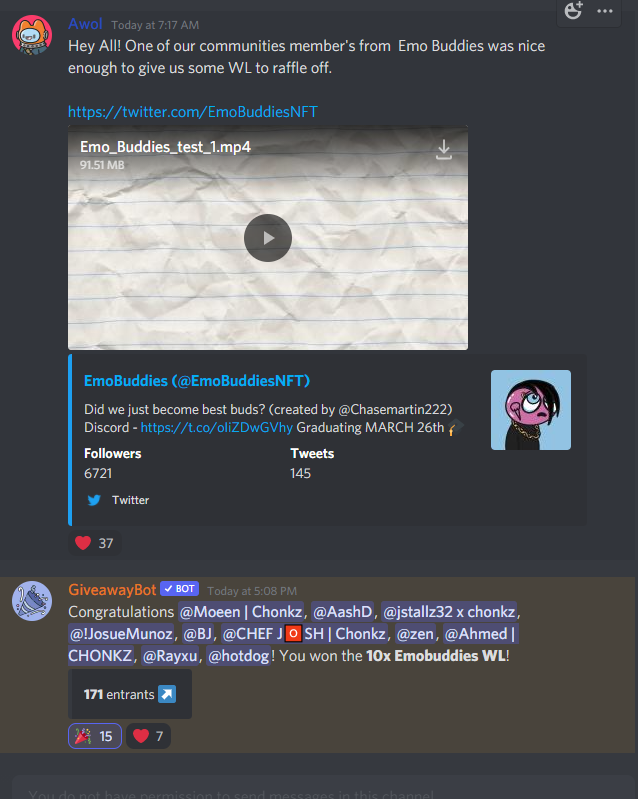 Awol Today at 7:17 AM
Hey All! One of our communities member's from Emo Buddies was nice
enough to give us some WL to raffle off.
https://twitter.com/EmoBuddiesNFT
Emo_Buddies_test_1.mp4
91.51 MB
EmoBuddies (@EmoBuddiesNFT)
Did we just become best buds? (created by @Chasemartin222)
Discord - https://t.co/oIiZDwGVhy Graduating MARCH 26th
Followers Tweets
6721 145
Twitter
37
GiveawayBot BOT Today at 5:08 PM
Congratulations @Moeen | Chonkz, @AashD, @jstallz32 x chonkz,
@!JosueMunoz, @BJ, @CHEF J🅾SH | Chonkz, @zen, @Ahmed |
CHONKZ, @Rayxu, @hotdog! You won the 10x Emobuddies WL!
171 entrants
15 7
You do not have permission to send messages in this channel.